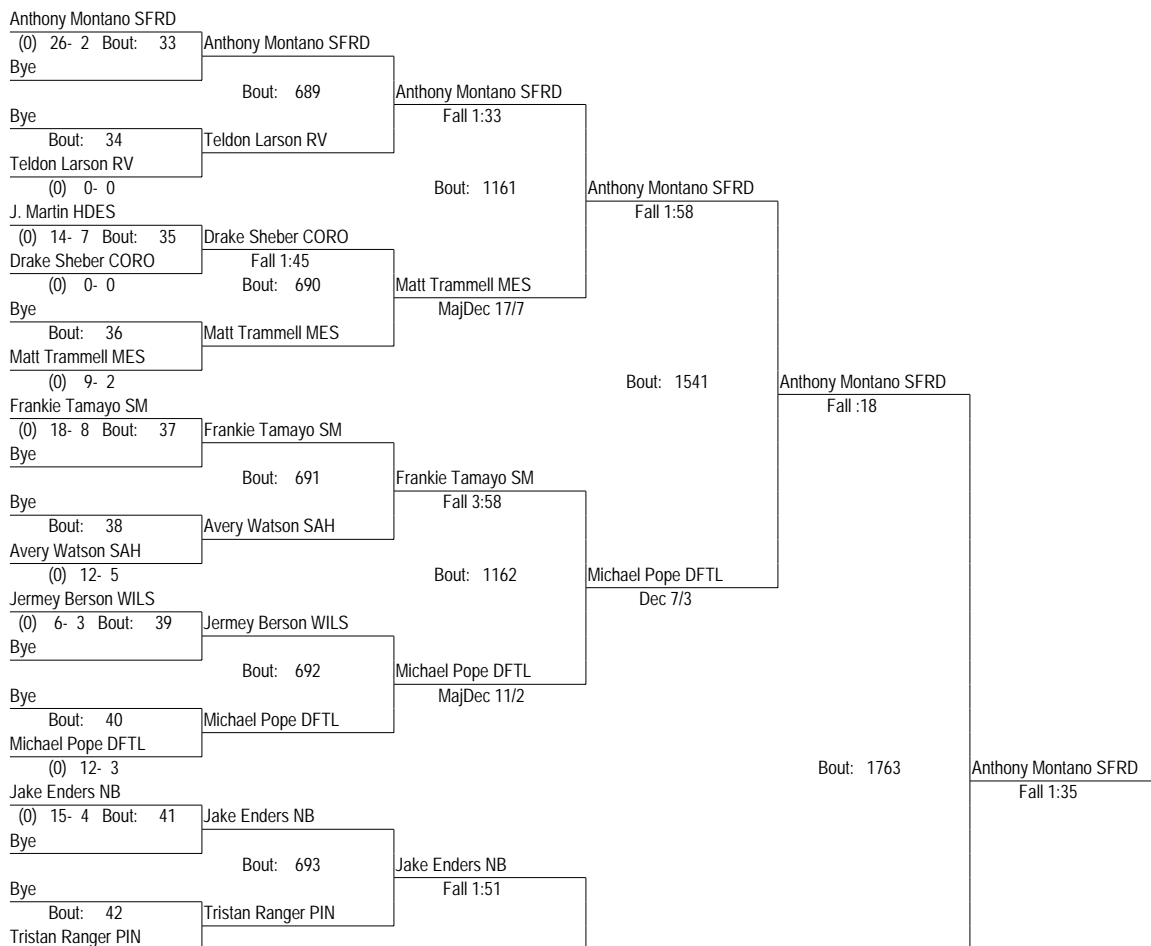 Anthony Montano SFRD
(0) 26- 2 Bout: 33 Anthony Montano SFRD
Bye
Bout: 689 Anthony Montano SFRD
Bye Fall 1:33
Bout: 34 Teldon Larson RV
Teldon Larson RV
(0) 0- 0 Bout: 1161 Anthony Montano SFRD
J. Martin HDES Fall 1:58
(0) 14- 7 Bout: 35 Drake Sheber CORO
Drake Sheber CORO Fall 1:45
(0) 0- 0 Bout: 690 Matt Trammell MES
Bye MajDec 17/7
Bout: 36 Matt Trammell MES
Matt Trammell MES
(0) 9- 2 Bout: 1541 Anthony Montano SFRD
Frankie Tamayo SM Fall :18
(0) 18- 8 Bout: 37 Frankie Tamayo SM
Bye
Bout: 691 Frankie Tamayo SM
Bye Fall 3:58
Bout: 38 Avery Watson SAH
Avery Watson SAH
(0) 12- 5 Bout: 1162 Michael Pope DFTL
Jermey Berson WILS Dec 7/3
(0) 6- 3 Bout: 39 Jermey Berson WILS
Bye
Bout: 692 Michael Pope DFTL
Bye MajDec 11/2
Bout: 40 Michael Pope DFTL
Michael Pope DFTL
(0) 12- 3 Bout: 1763 Anthony Montano SFRD
Jake Enders NB Fall 1:35
(0) 15- 4 Bout: 41 Jake Enders NB
Bye
Bout: 693 Jake Enders NB
Bye Fall 1:51
Bout: 42 Tristan Ranger PIN
Tristan Ranger PIN